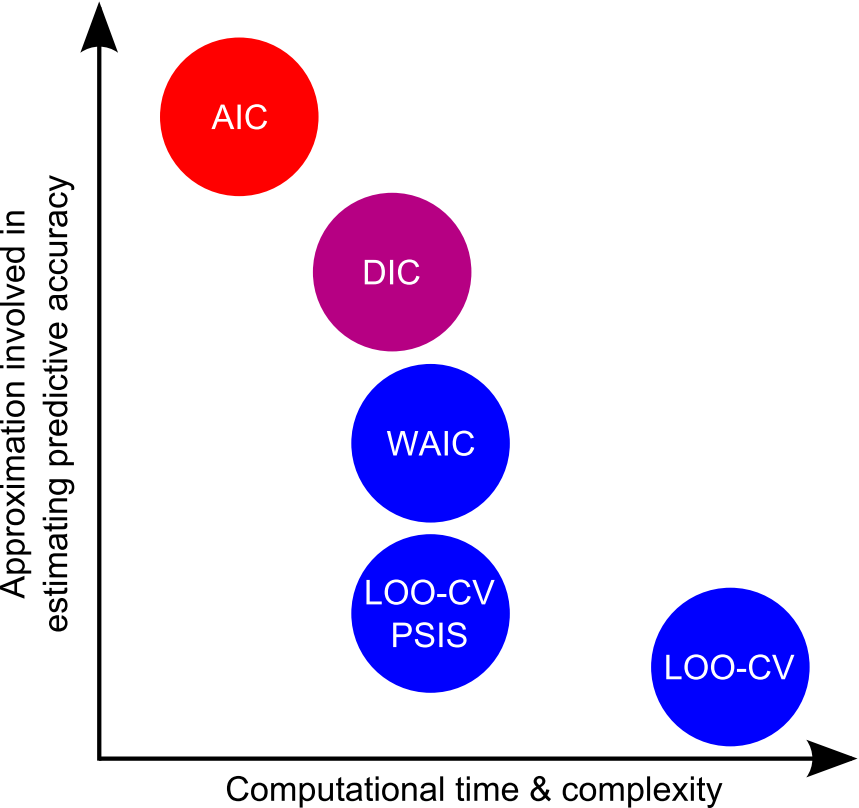 AIC
DIC
WAIC
LOO-CV
PSIS
LOO-CV
Approximation involved in
estimating predictive accuracy
Computational time & complexity